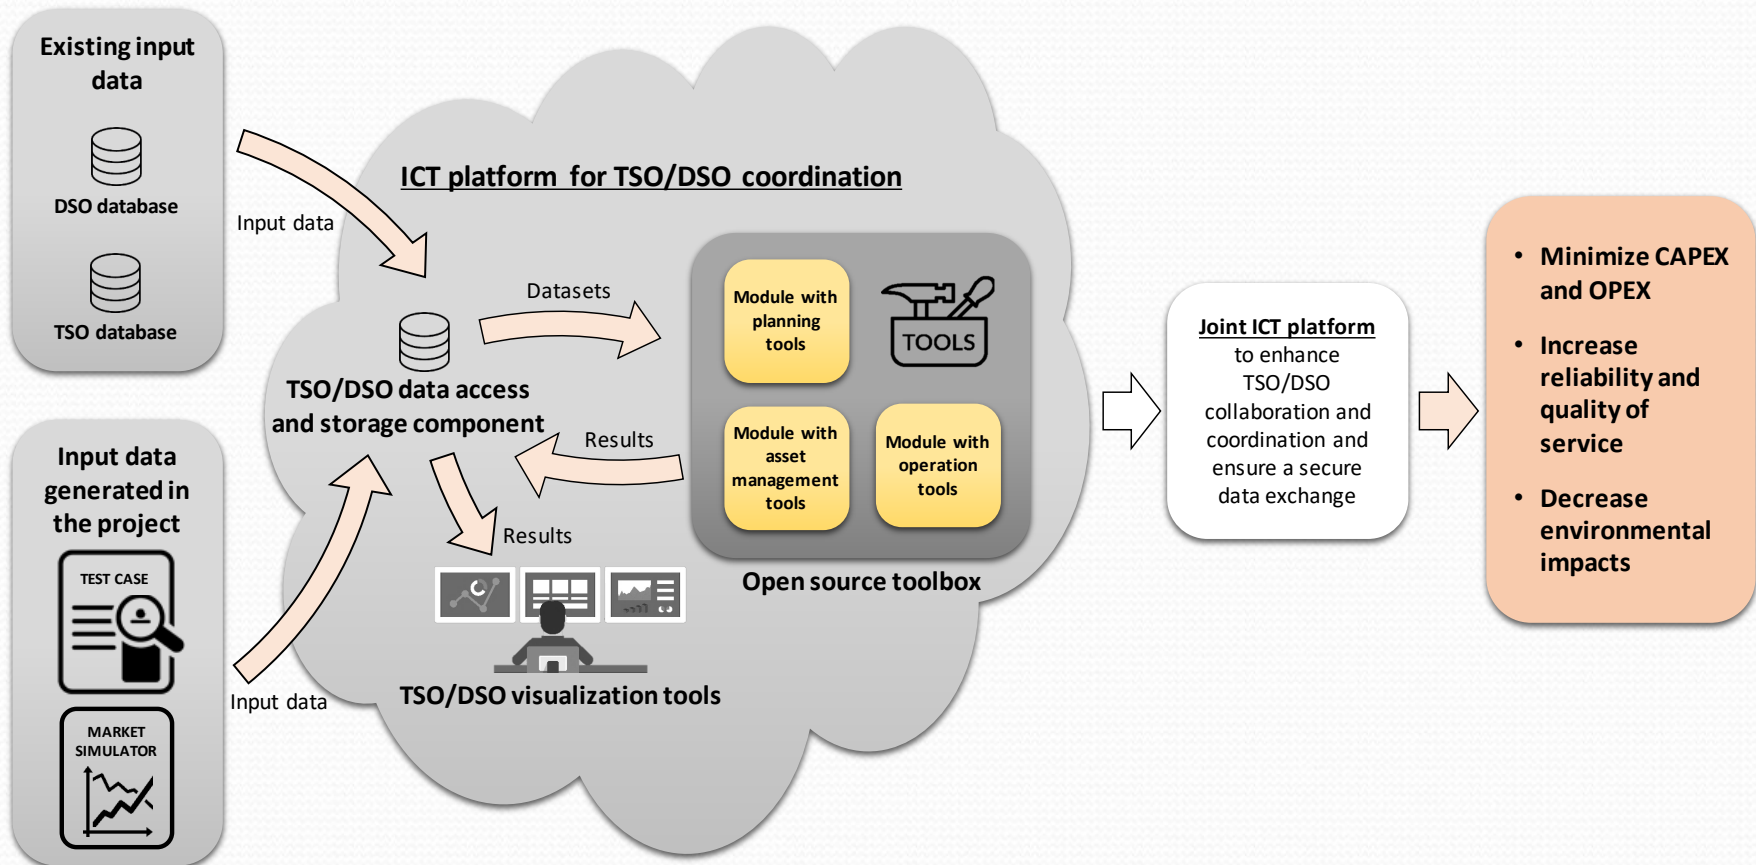 Existing input
data
DSO database
TSO database
Input data
generated in
the project
TEST CASE
MARKET
SIMULATOR
Input data
Input data
ICT platform for TSO/DSO coordination
Datasets
TSO/DSO data access
and storage component
Results
Results
TSO/DSO visualization tools
Module with
planning
tools
TOOLS
Module with
asset
management
tools
Module with
operation
tools
Open source toolbox
Joint ICT platform
to enhance
TSO/DSO
collaboration and
coordination and
ensure a secure
data exchange
• Minimize CAPEX
and OPEX
• Increase
reliability and
quality of
service
• Decrease
environmental
impacts